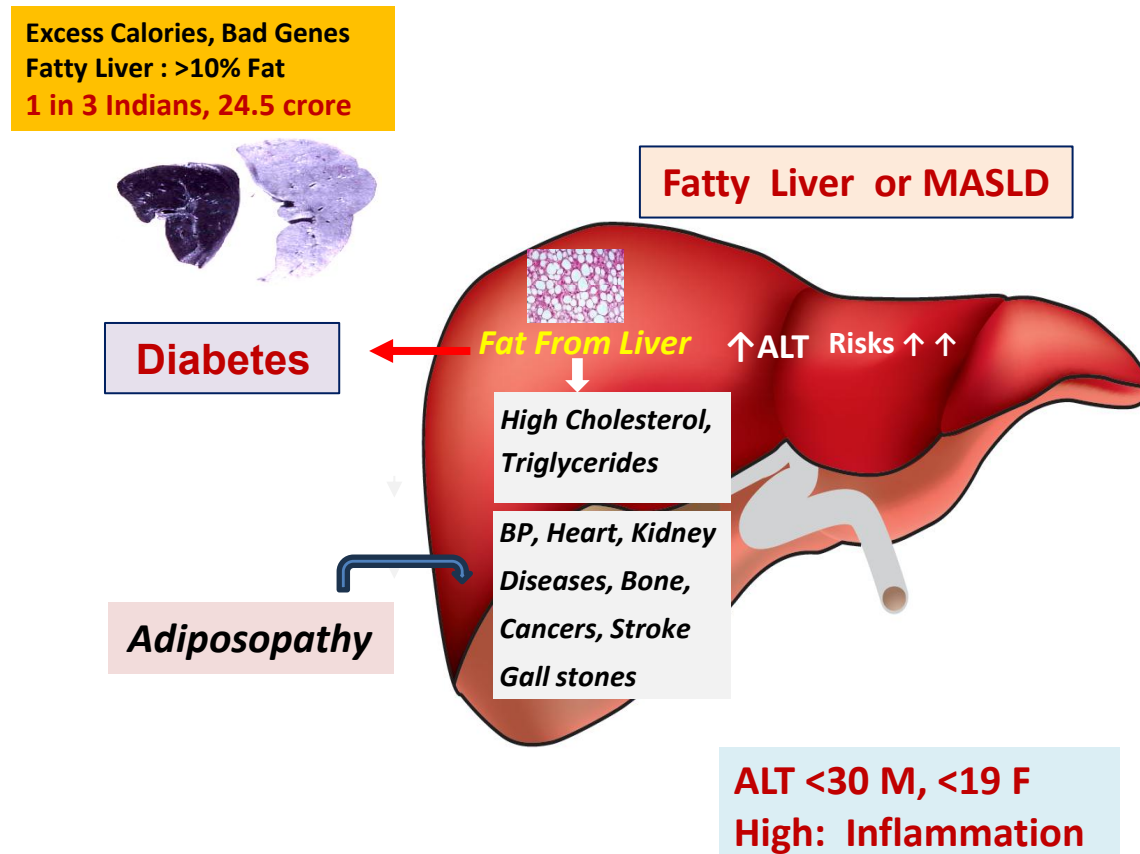 Excess Calories, Bad Genes
Fatty Liver : >10% Fat
1 in 3 Indians, 24.5 crore
Fatty Liver or MASLD
Diabetes
Fat From Liver
↑ALT
Risks ↑ ↑
High Cholesterol,
Triglycerides
BP, Heart, Kidney
Diseases, Bone,
Cancers, Stroke
Gall stones
Adiposopathy
ALT <30 M, <19 F
High: Inflammation